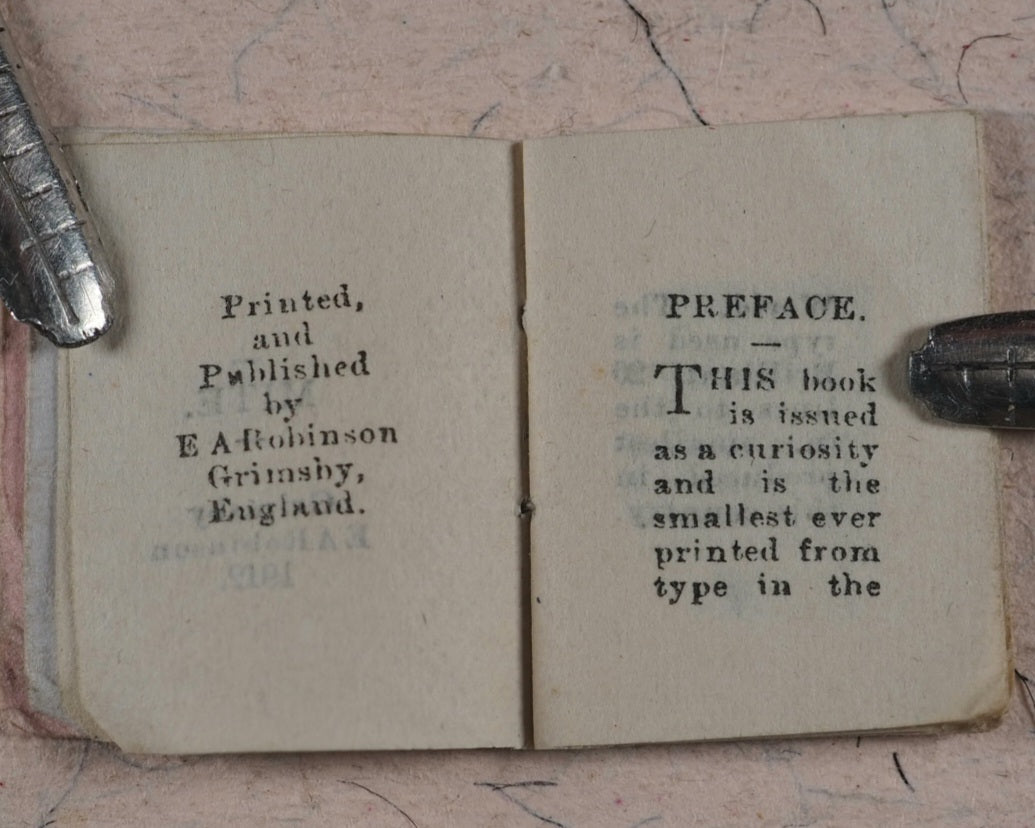 Printed,
and
Published
by
E A Robinson
Grimsby,
England.
PREFACE.
THIS book
is issued
as a curiosity
and is the
smallest ever
printed from
type in the